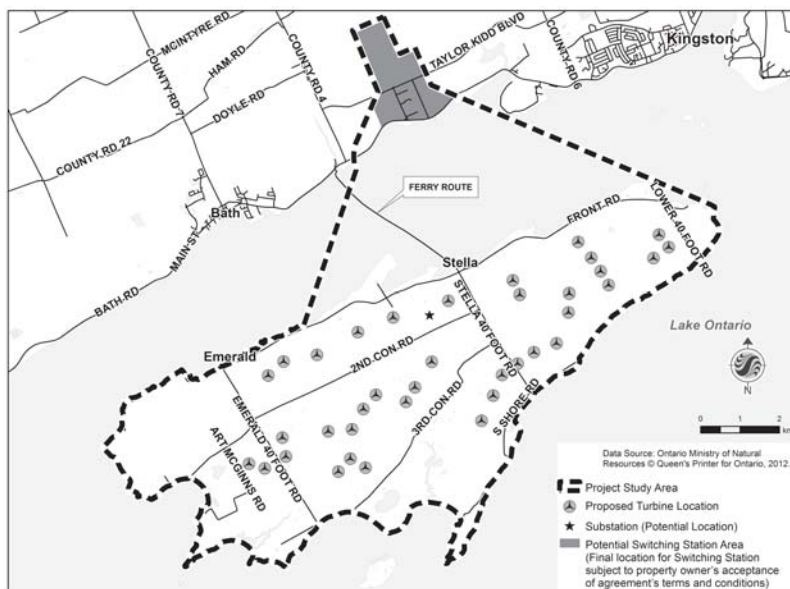 MCINTYRE RD
COUNTY RD 7
HAM RD
COUNTY RD 4
DOYLE RD
COUNTY RD 22
TAYLOR KIDD BLVD
COUNTY RD 6
Kingston
Bath
MAIN ST
BATH RD
FERRY ROUTE
FRONT RD
LOWER 40 FOOT RD
Stella
STELLA 40 FOOT RD
Emerald
2ND CON RD
3RD CON RD
S SHORE RD
EMERALD 40 FOOT RD
ART MCGINNS RD
Lake Ontario
N
0 1 2
km
Data Source: Ontario Ministry of Natural
Resources © Queen's Printer for Ontario, 2012.
Project Study Area
Proposed Turbine Location
Substation (Potential Location)
Potential Switching Station Area
(Final location for Switching Station
subject to property owner's acceptance
of agreement's terms and conditions)